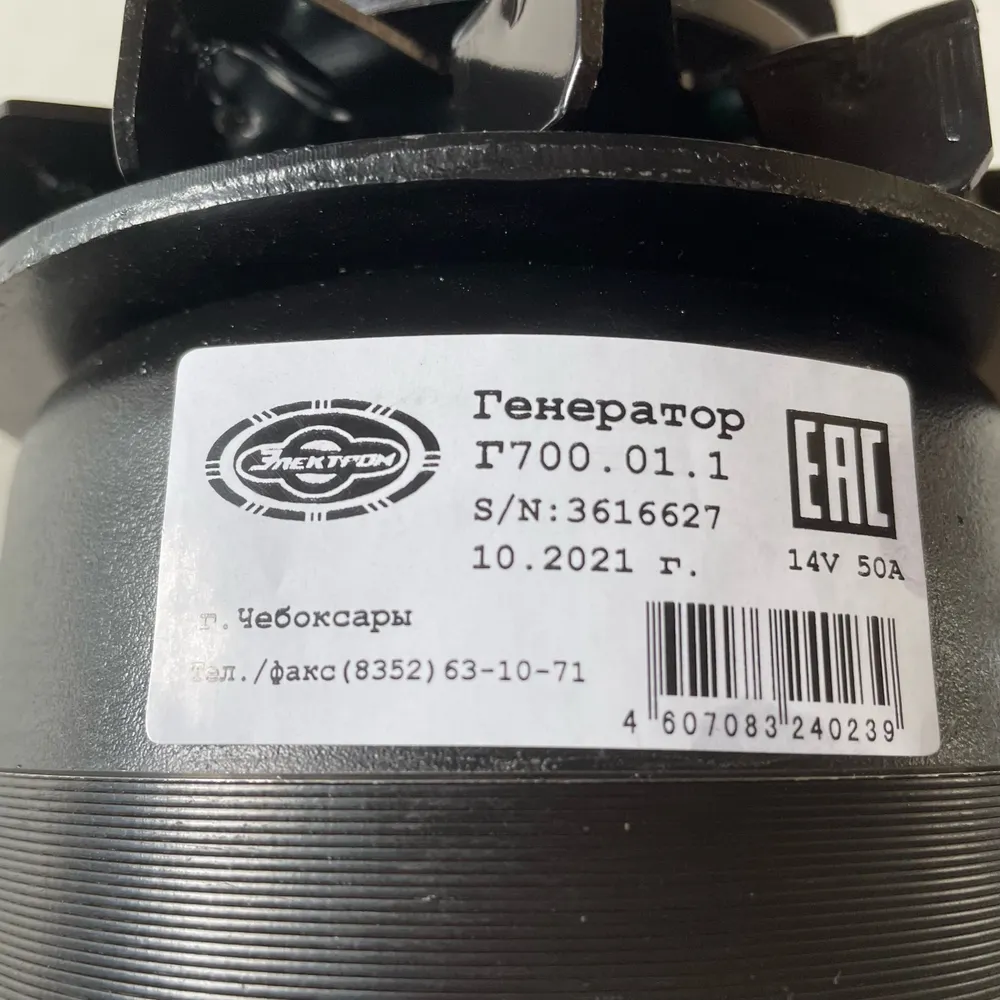 Электром
Генератор
Г700.01.1
S/N:3616627
10.2021 г.
EAC
14V 50A
г.Чебоксары
Тел./факс(8352)63-10-71
4 607083 240239